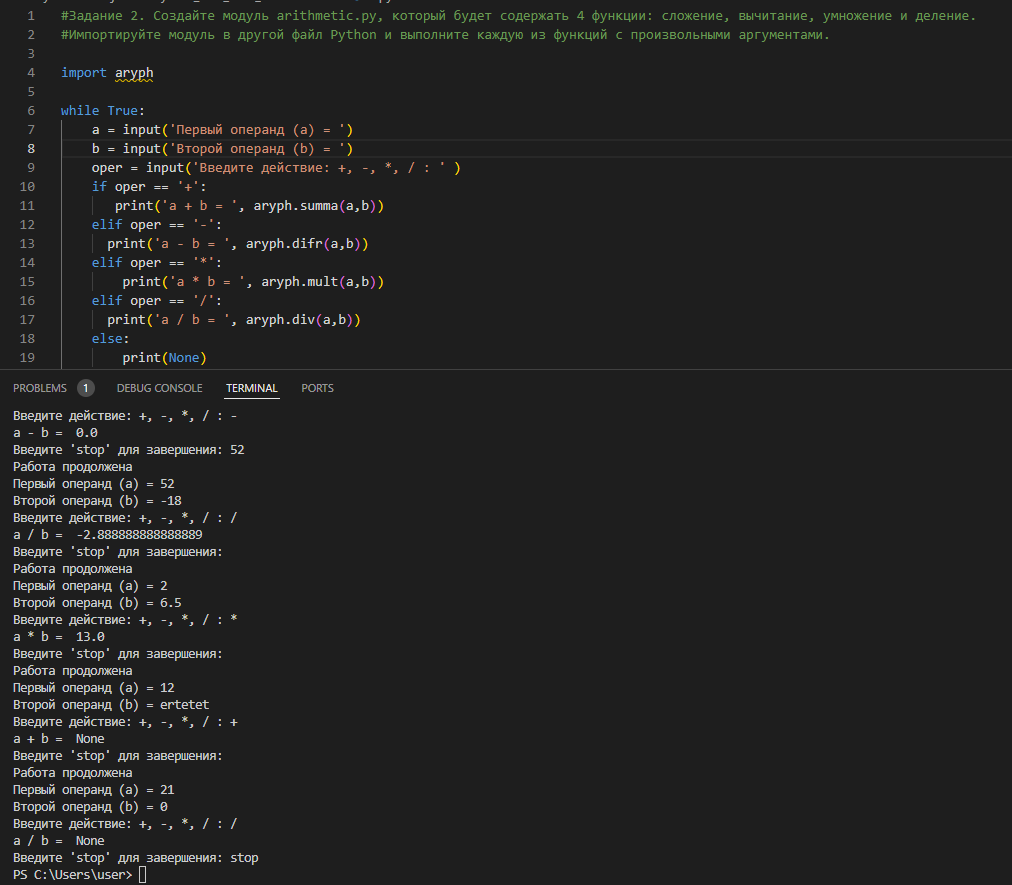 1 #Задание 2. Создайте модуль arithmetic.py, который будет содержать 4 функции: сложение, вычитание, умножение и деление.
2 #Импортируйте модуль в другой файл Python и выполните каждую из функций с произвольными аргументами.
3
4 import aryph
5
6 while True:
7     a = input('Первый операнд (a) = ')
8     b = input('Второй операнд (b) = ')
9     oper = input('Введите действие: +, -, *, / : ' )
10     if oper == '+':
11        print('a + b = ', aryph.summa(a,b))
12     elif oper == '-':
13       print('a - b = ', aryph.difr(a,b))
14     elif oper == '*':
15         print('a * b = ', aryph.mult(a,b))
16     elif oper == '/':
17       print('a / b = ', aryph.div(a,b))
18     else:
19         print(None)
PROBLEMS 1 DEBUG CONSOLE TERMINAL PORTS
Введите действие: +, -, *, / : -
a - b =  0.0
Введите 'stop' для завершения: 52
Работа продолжена
Первый операнд (a) = 52
Второй операнд (b) = -18
Введите действие: +, -, *, / : /
a / b =  -2.888888888888889
Введите 'stop' для завершения:
Работа продолжена
Первый операнд (a) = 2
Второй операнд (b) = 6.5
Введите действие: +, -, *, / : *
a * b =  13.0
Введите 'stop' для завершения:
Работа продолжена
Первый операнд (a) = 12
Второй операнд (b) = ertetet
Введите действие: +, -, *, / : +
a + b =  None
Введите 'stop' для завершения:
Работа продолжена
Первый операнд (a) = 21
Второй операнд (b) = 0
Введите действие: +, -, *, / : /
a / b =  None
Введите 'stop' для завершения: stop
PS C:\Users\user>